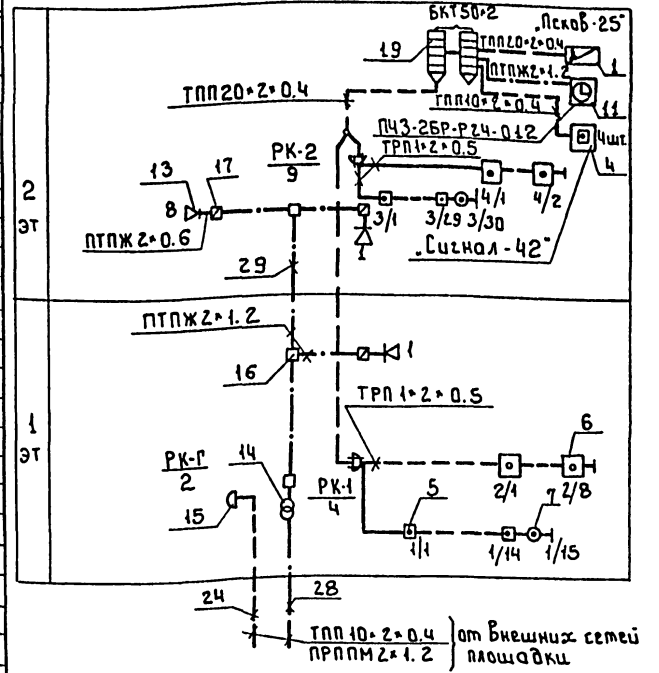 БКТ50×2
„Псков-25"
19
ТПП20×2×0.4
1
ПТПЖ2×1.2
ТПП20×2×0.4
ТПП10×2×0.4
11
ПЧЗ-2БР-Р24-012
4шт.
4
ТРП1×2×0.5
РК-2
9
13
17
2
эт
8
4/1
4/2
3/1
3/29
3/30
ПТПЖ2×0.6
1
„Сигнал-42"
29
ПТПЖ2×1.2
1
16
ТРП1×2×0.5
1
эт
6
РК-Г
2
14
2/1
2/8
РК-1
4
5
7
15
1/1
1/14
1/15
24
28
ТПП10×2×0.4
ПРППМ2×1.2
от внешних сетей
площадки